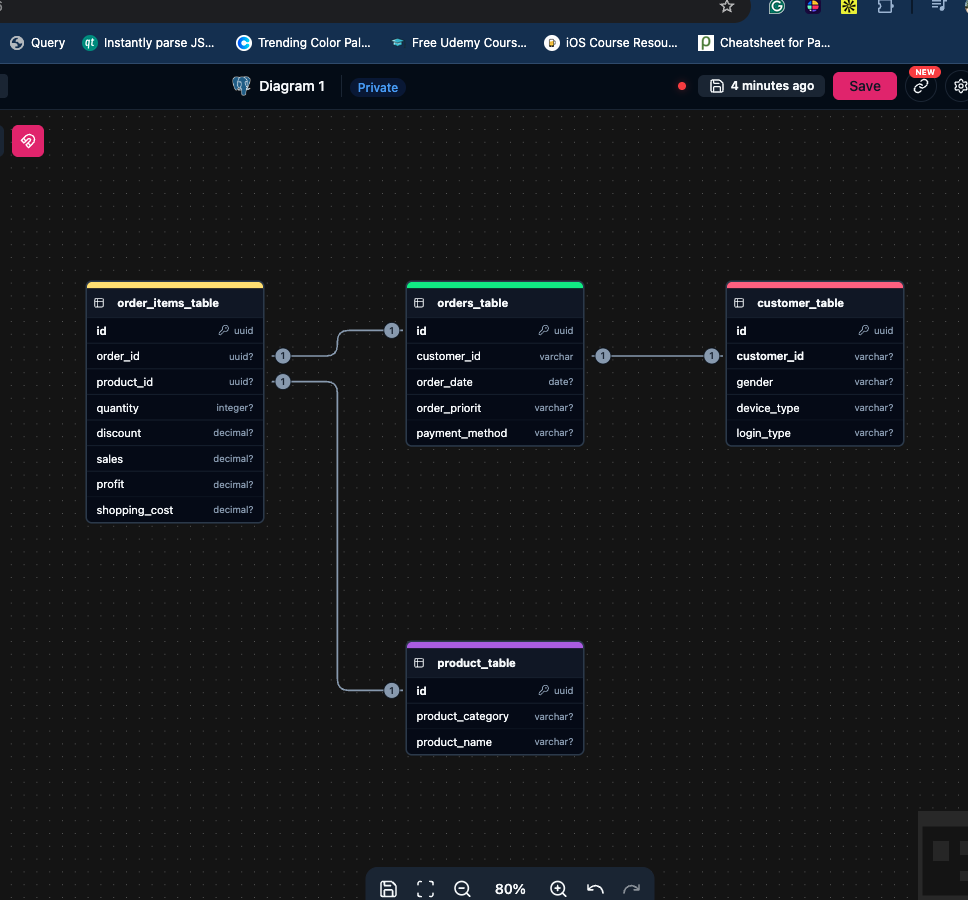 6
Query
qt Instantly parse JS...
Trending Color Pal...
Free Udemy Cours...
iOS Course Resou...
Cheatsheet for Pa...
Diagram 1
Private
4 minutes ago
Save
NEW
order_items_table
id uuid
order_id uuid?
product_id uuid?
quantity integer?
discount decimal?
sales decimal?
profit decimal?
shopping_cost decimal?
1
1
1
1
orders_table
id uuid
customer_id varchar
order_date date?
order_priorit varchar?
payment_method varchar?
1
1
customer_table
id uuid
customer_id varchar?
gender varchar?
device_type varchar?
login_type varchar?
product_table
id uuid
product_category varchar?
product_name varchar?
80%